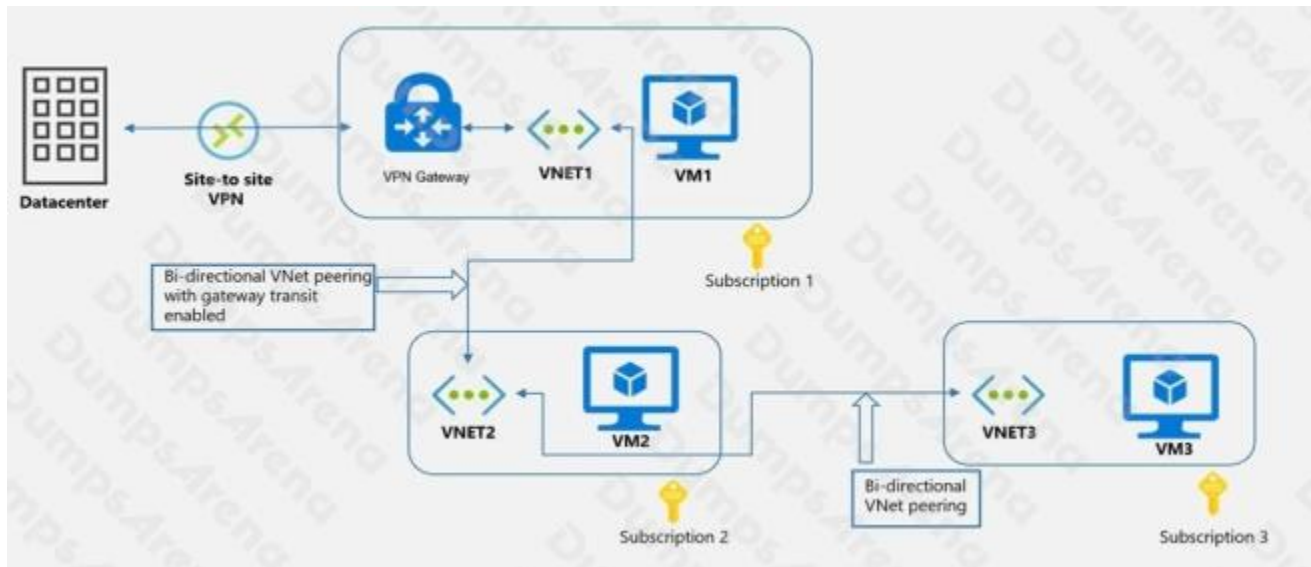 Datacenter
Site-to site
VPN
VPN Gateway
VNET1
VM1
Subscription 1
Bi-directional VNet peering
with gateway transit
enabled
VNET2
VM2
Subscription 2
Bi-directional
VNet peering
VNET3
VM3
Subscription 3
DumpsArena